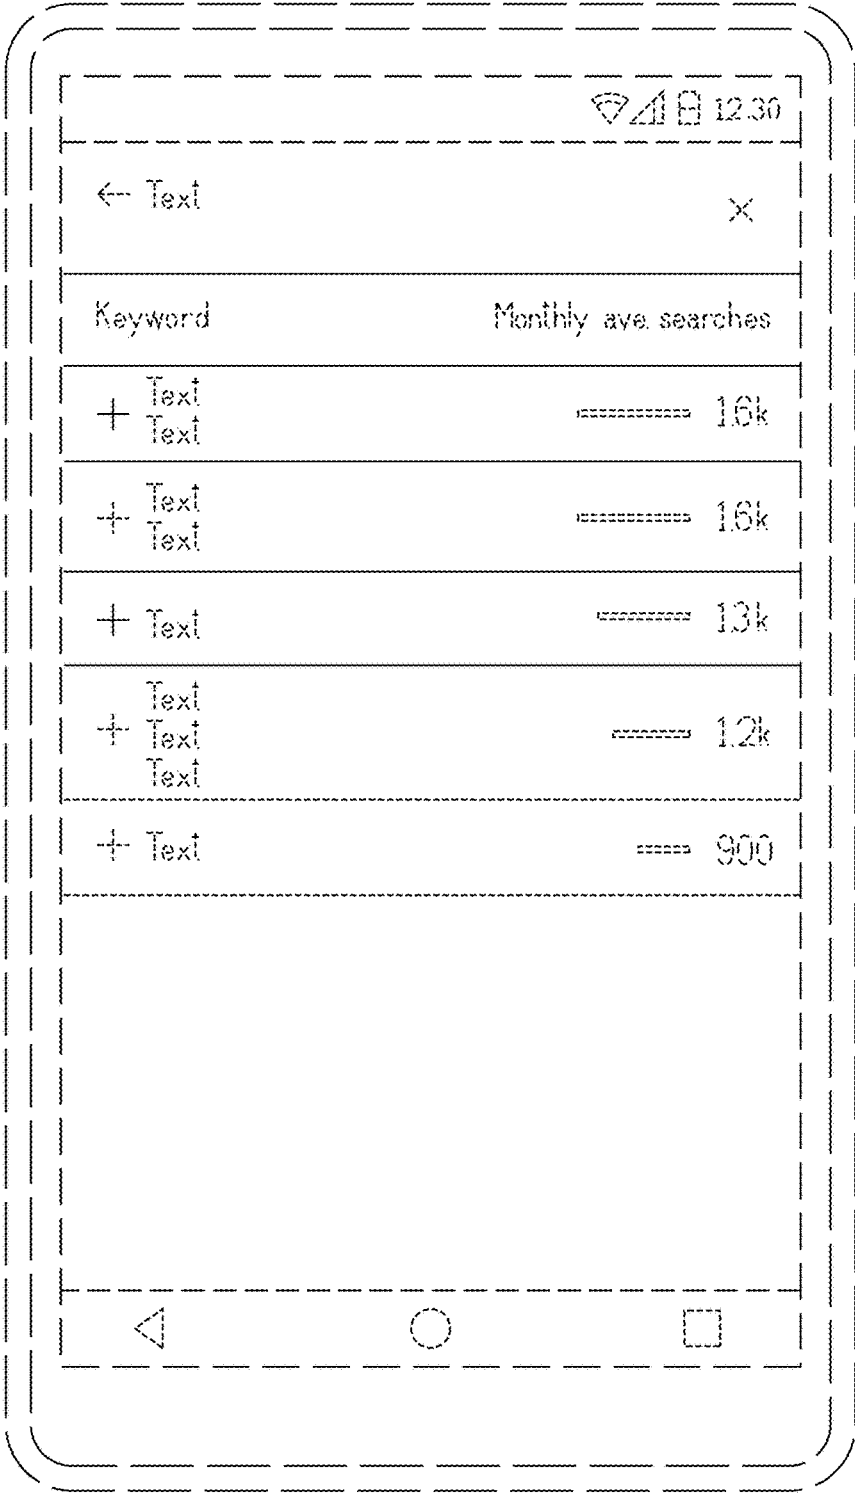 12.30
← Text ×
Keyword Monthly ave. searches
+ Text
Text 1.6k
+ Text
Text 1.6k
+ Text 1.3k
+ Text
Text 1.2k
Text
+ Text 900